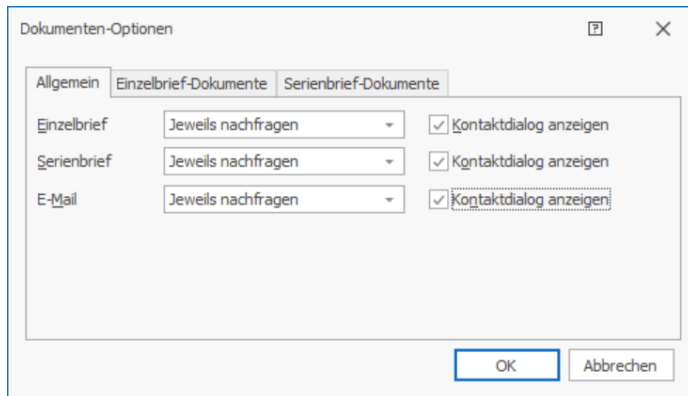 Dokumenten-Optionen
?
Allgemein Einzelbrief-Dokumente Serienbrief-Dokumente
Einzelbrief Jeweils nachfragen Kontaktdialog anzeigen
Serienbrief Jeweils nachfragen Kontaktdialog anzeigen
E-Mail Jeweils nachfragen Kontaktdialog anzeigen
OK Abbrechen